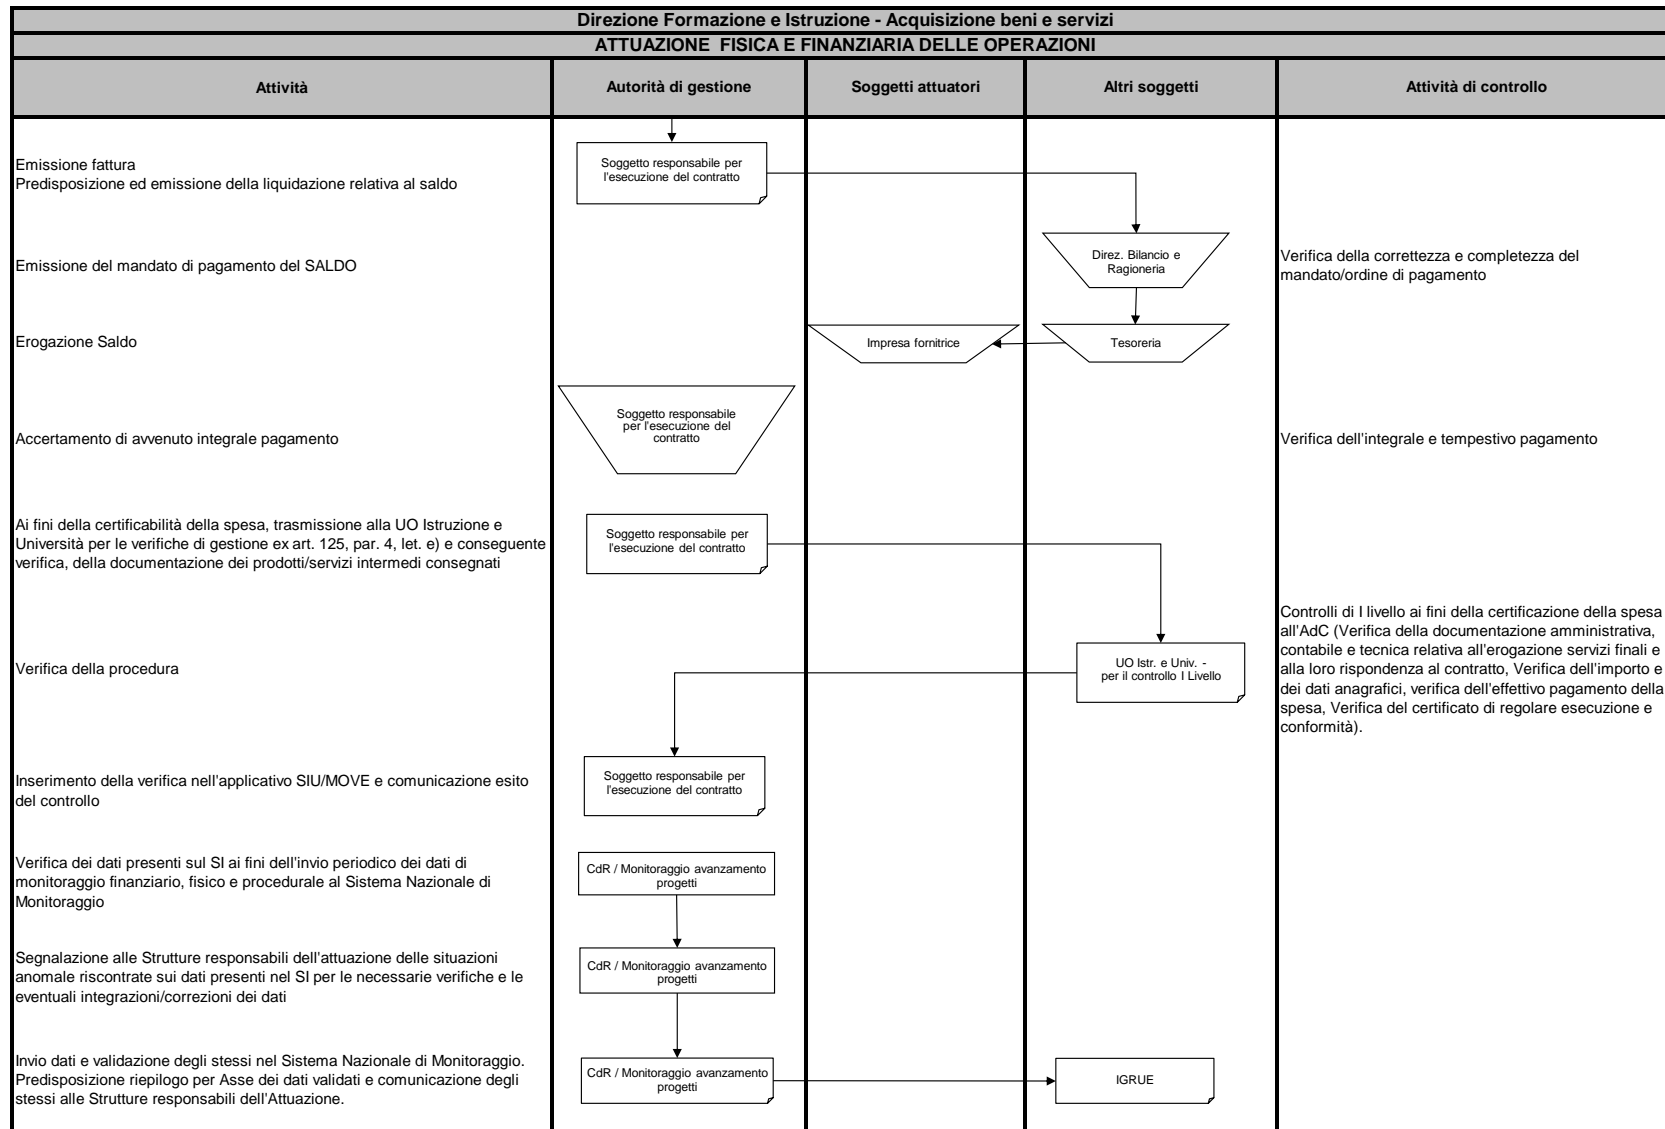 Direzione Formazione e Istruzione - Acquisizione beni e servizi
ATTUAZIONE FISICA E FINANZIARIA DELLE OPERAZIONI
Attività
Autorità di gestione
Soggetti attuatori
Altri soggetti
Attività di controllo
Emissione fattura
Predisposizione ed emissione della liquidazione relativa al saldo
Soggetto responsabile per
l'esecuzione del contratto
Emissione del mandato di pagamento del SALDO
Direz. Bilancio e
Ragioneria
Verifica della correttezza e completezza del
mandato/ordine di pagamento
Erogazione Saldo
Impresa fornitrice
Tesoreria
Accertamento di avvenuto integrale pagamento
Soggetto responsabile
per l'esecuzione del
contratto
Verifica dell'integrale e tempestivo pagamento
Ai fini della certificabilità della spesa, trasmissione alla UO Istruzione e
Università per le verifiche di gestione ex art. 125, par. 4, let. e) e conseguente
verifica, della documentazione dei prodotti/servizi intermedi consegnati
Soggetto responsabile per
l'esecuzione del contratto
Verifica della procedura
UO Istr. e Univ. -
per il controllo I Livello
Controlli di I livello ai fini della certificazione della spesa
all'AdC (Verifica della documentazione amministrativa,
contabile e tecnica relativa all'erogazione servizi finali e
alla loro rispondenza al contratto, Verifica dell'importo e
dei dati anagrafici, verifica dell'effettivo pagamento della
spesa, Verifica del certificato di regolare esecuzione e
conformità).
Inserimento della verifica nell'applicativo SIU/MOVE e comunicazione esito
del controllo
Soggetto responsabile per
l'esecuzione del contratto
Verifica dei dati presenti sul SI ai fini dell'invio periodico dei dati di
monitoraggio finanziario, fisico e procedurale al Sistema Nazionale di
Monitoraggio
CdR / Monitoraggio avanzamento
progetti
Segnalazione alle Strutture responsabili dell'attuazione delle situazioni
anomale riscontrate sui dati presenti nel SI per le necessarie verifiche e le
eventuali integrazioni/correzioni dei dati
CdR / Monitoraggio avanzamento
progetti
Invio dati e validazione degli stessi nel Sistema Nazionale di Monitoraggio.
Predisposizione riepilogo per Asse dei dati validati e comunicazione degli
stessi alle Strutture responsabili dell'Attuazione.
CdR / Monitoraggio avanzamento
progetti
IGRUE